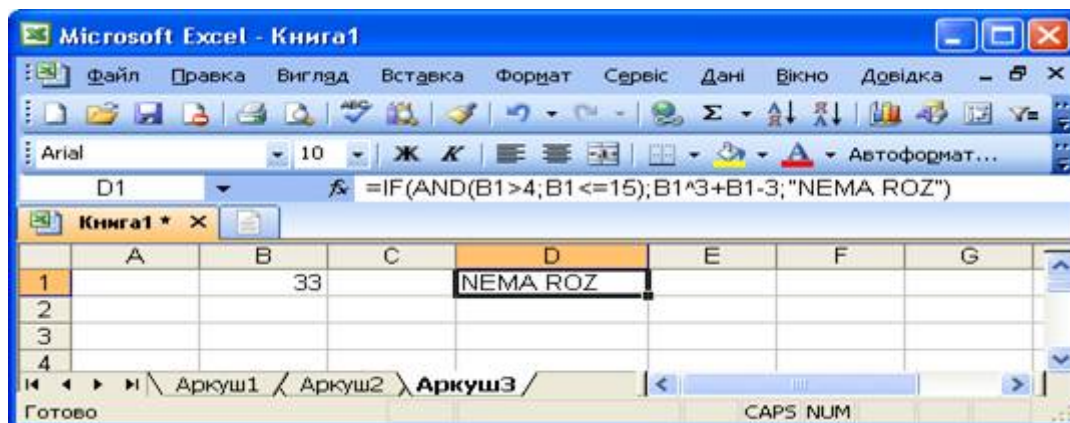 Microsoft Excel - Книга1
Файл Правка Вигляд Вставка Формат Сервіс Дані Вікно Довідка
Arial 10 Ж К Автоформат...
D1 fx =IF(AND(B1>4;B1<=15);B1^3+B1-3;"NEMA ROZ")
Книга1 *
A B C D E F G
1 33 NEMA ROZ
2
3
4
Аркуш1 Аркуш2 Аркуш3
Готово CAPS NUM